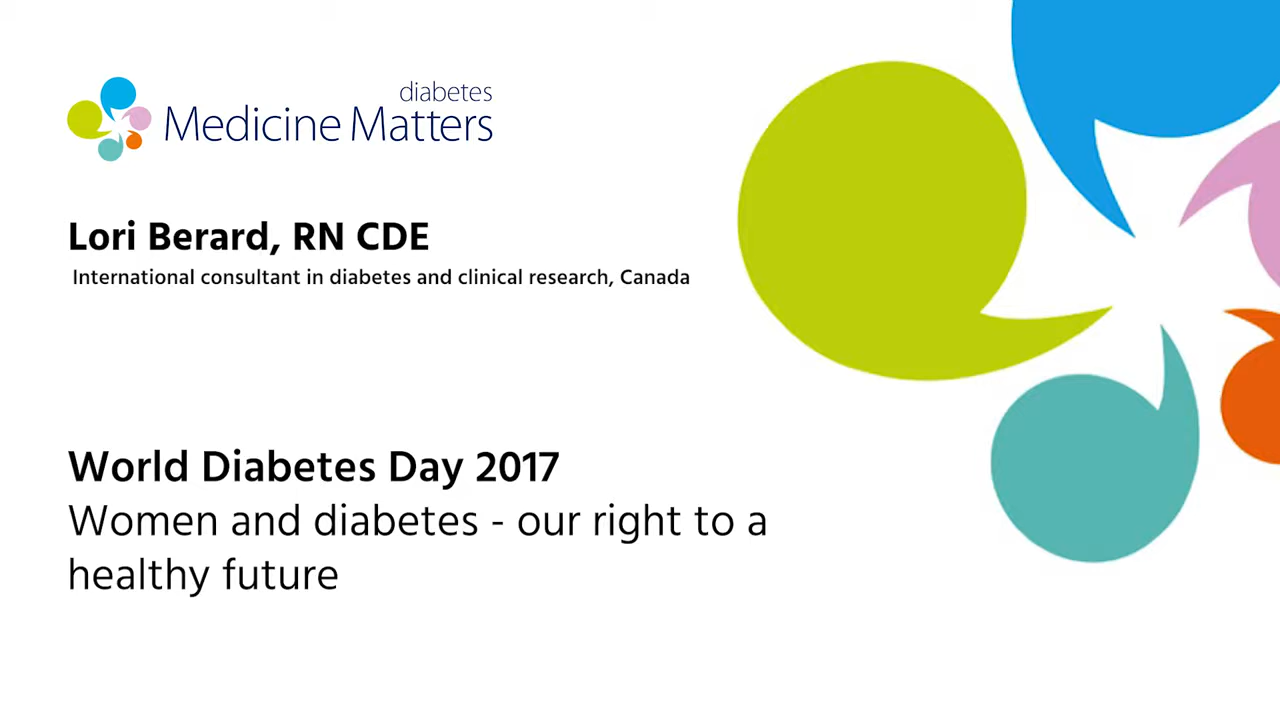 diabetes
Medicine Matters
Lori Berard, RN CDE
International consultant in diabetes and clinical research, Canada
World Diabetes Day 2017
Women and diabetes - our right to a
healthy future